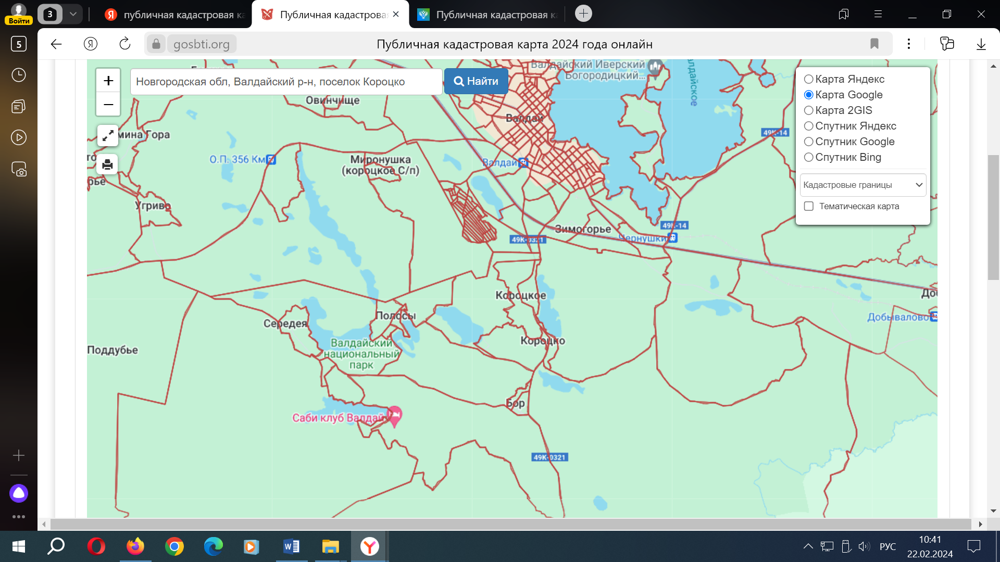 Войти
3
публичная кадастровая ка
Публичная кадастрова
Публичная кадастровая к
5
gosbti.org
Публичная кадастровая карта 2024 года онлайн
+
−
Новгородская обл, Валдайский р-н, поселок Короцко
Найти
Карта Яндекс
Карта Google
Карта 2GIS
Спутник Яндекс
Спутник Google
Спутник Bing
Кадастровые границы
Тематическая карта
Валдайский Иверский
Богородицкий...
алдайское
Овинчище
Валдай
мина Гора
49К-14
О.П. 356 Км
Миронушка
(короцкое С/п)
Валдай
рье
Угриво
Зимогорье
49К-14
49К-0321
Чернушки
Короцкое
До
Полосы
Добывалово
Середея
Короцко
Валдайский
национальный
парк
Поддубье
Бор
Саби клуб Валдай
49К-0321
РУС
10:41
22.02.2024